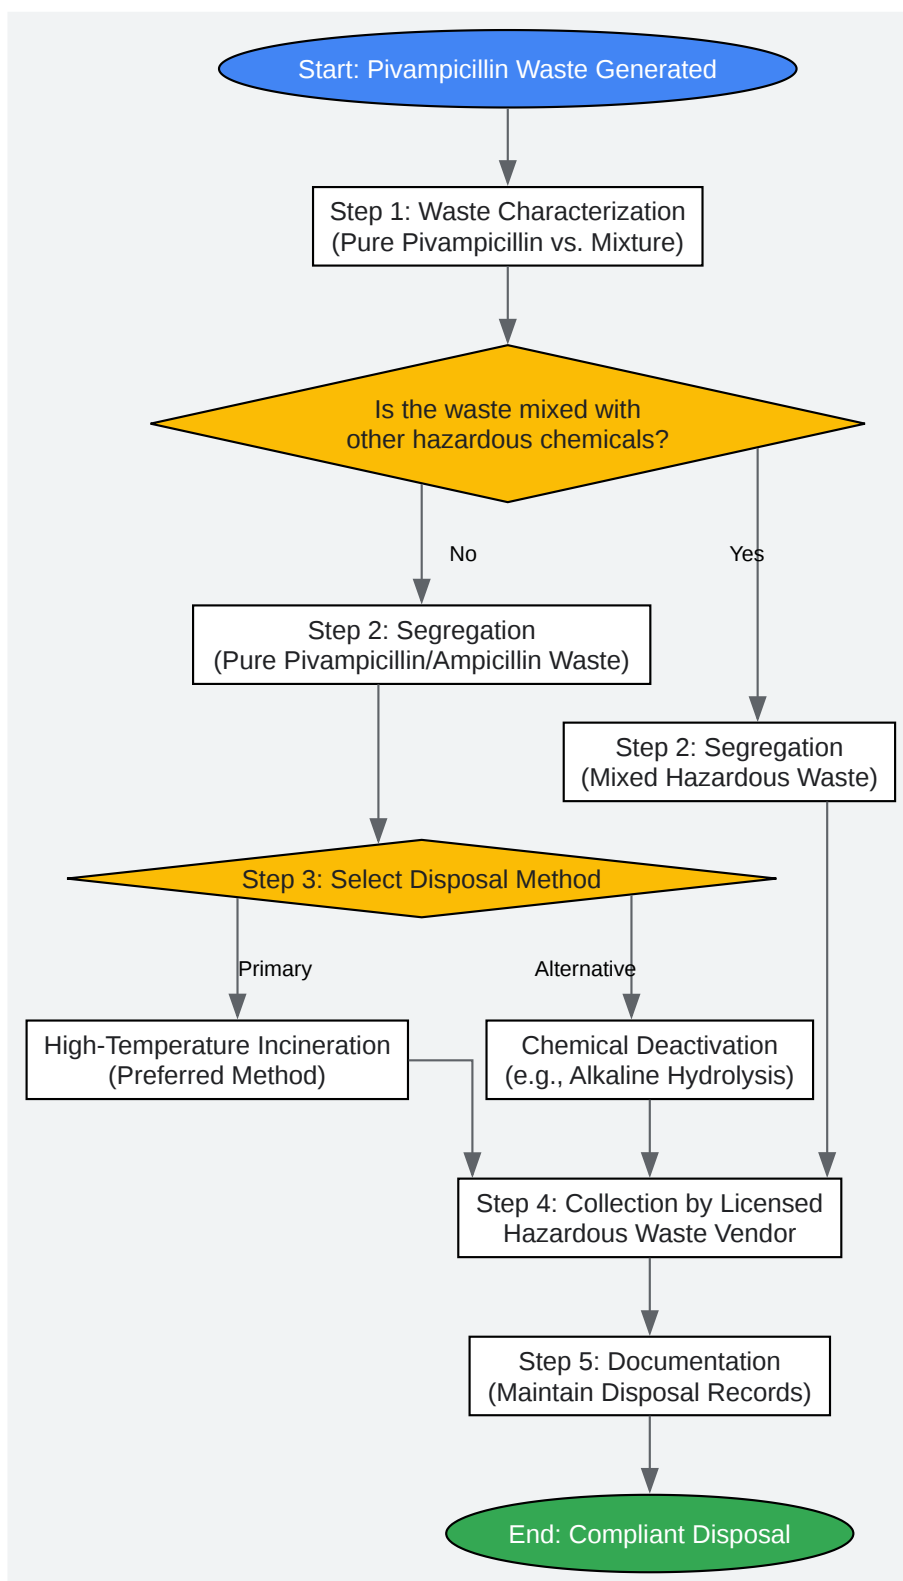 Start: Pivampicillin Waste Generated
Step 1: Waste Characterization
(Pure Pivampicillin vs. Mixture)
Is the waste mixed with
other hazardous chemicals?
No
Yes
Step 2: Segregation
(Pure Pivampicillin/Ampicillin Waste)
Step 2: Segregation
(Mixed Hazardous Waste)
Step 3: Select Disposal Method
Primary
Alternative
High-Temperature Incineration
(Preferred Method)
Chemical Deactivation
(e.g., Alkaline Hydrolysis)
Step 4: Collection by Licensed
Hazardous Waste Vendor
Step 5: Documentation
(Maintain Disposal Records)
End: Compliant Disposal